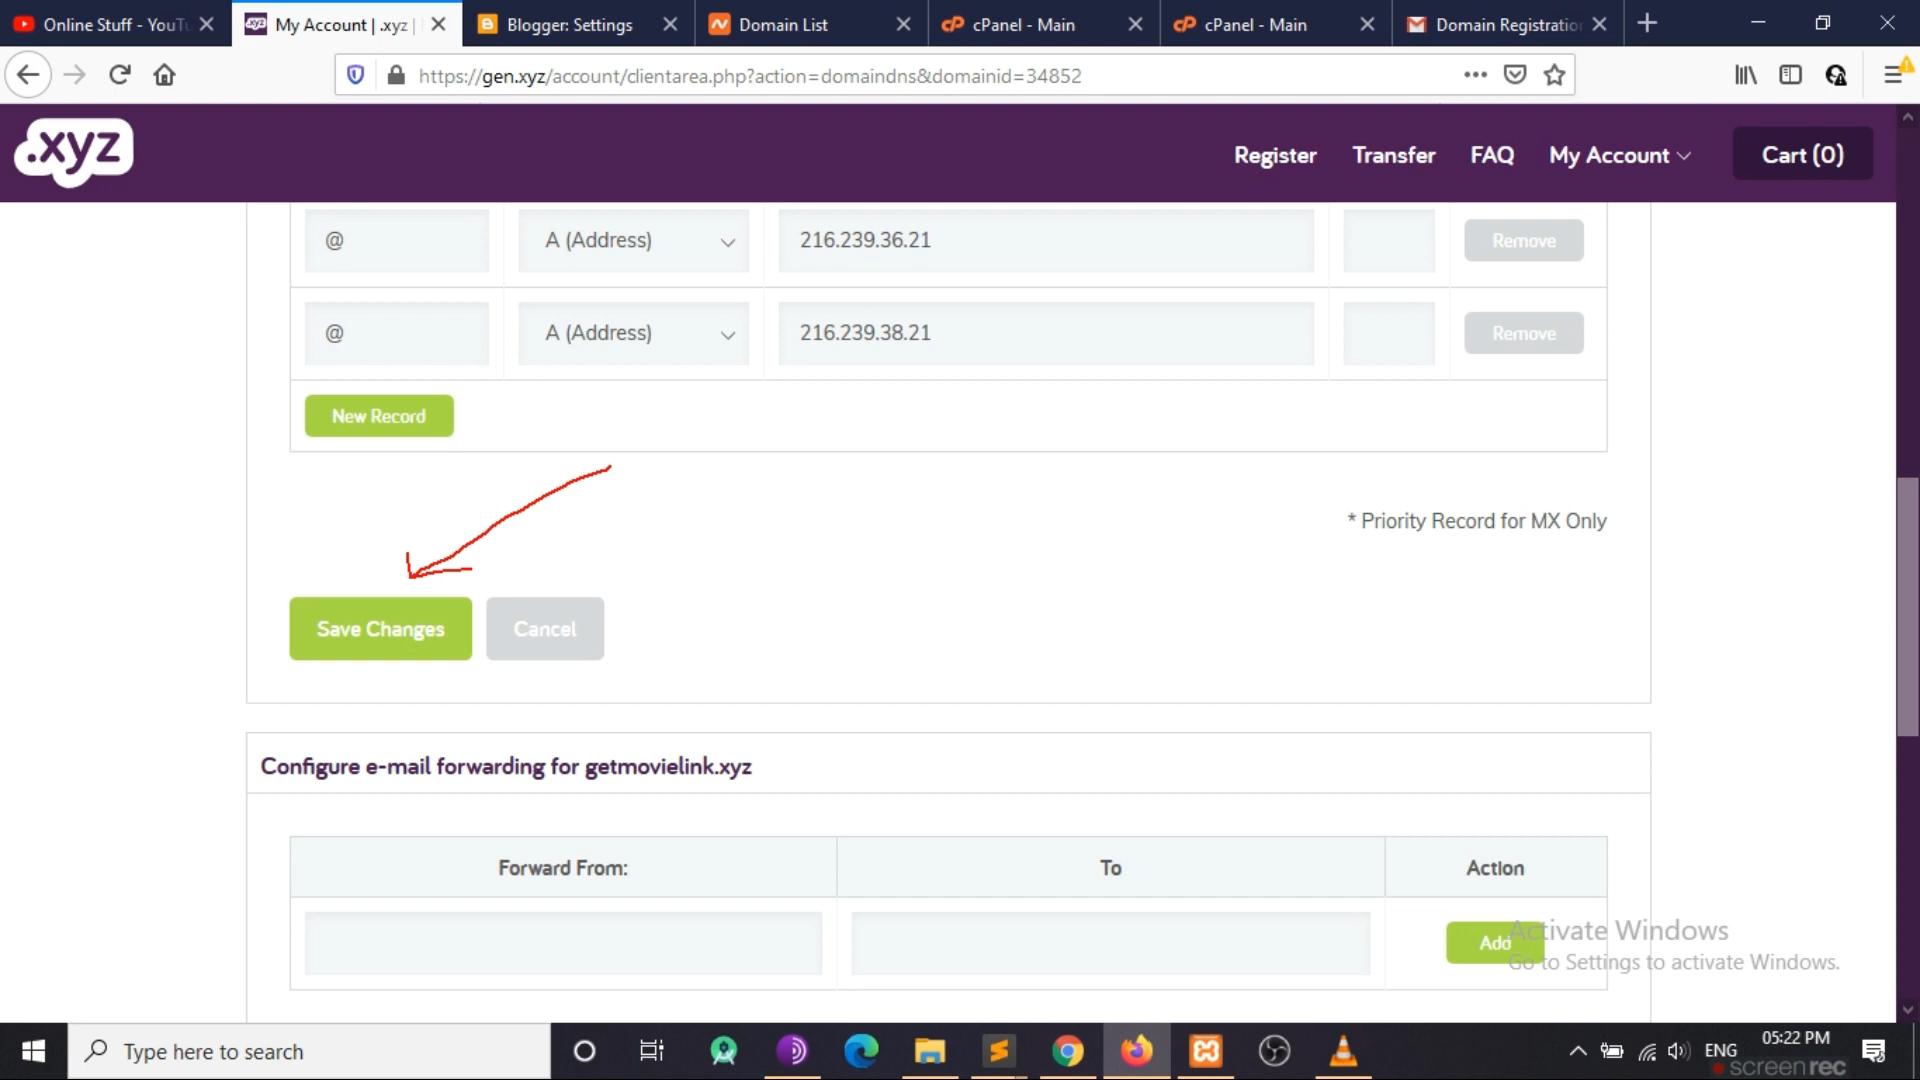 Online Stuff - YouTu
My Account | .xyz |
Blogger: Settings
Domain List
cPanel - Main
cPanel - Main
Domain Registration
https://gen.xyz/account/clientarea.php?action=domaindns&domainid=34852
.xyz
Register
Transfer
FAQ
My Account
Cart (0)
@
A (Address)
216.239.36.21
Remove
@
A (Address)
216.239.38.21
Remove
New Record
* Priority Record for MX Only
Save Changes
Cancel
Configure e-mail forwarding for getmovielink.xyz
Forward From:
To
Action
Add
Activate Windows
Go to Settings to activate Windows.
Type here to search
ENG
05:22 PM
screenrec